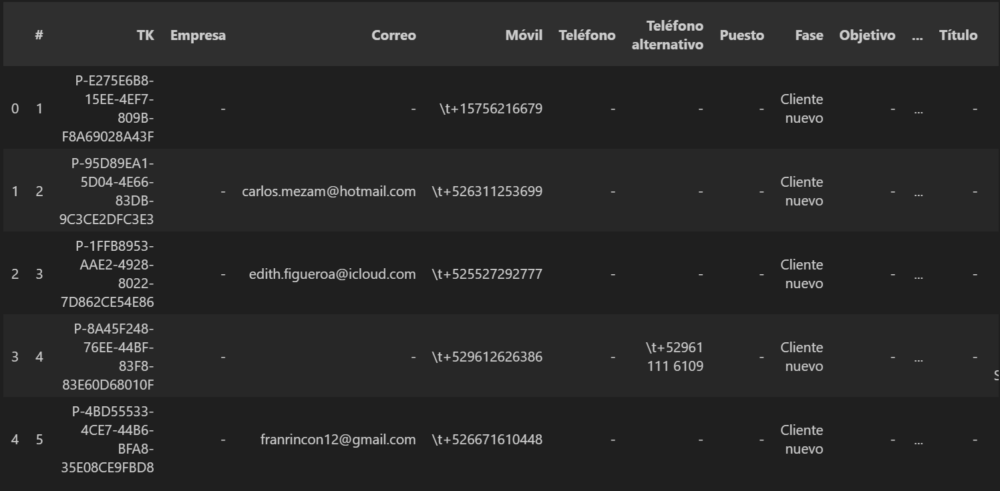 # TK Empresa Correo Móvil Teléfono Teléfono alternativo Puesto Fase Objetivo ... Título
0 1 P-E275E6B8-15EE-4EF7-809B-F8A69028A43F - - \t+15756216679 - - - Cliente nuevo - ... -
1 2 P-95D89EA1-5D04-4E66-83DB-9C3CE2DFC3E3 - carlos.mezam@hotmail.com \t+526311253699 - - - Cliente nuevo - ... -
2 3 P-1FFB8953-AAE2-4928-8022-7D862CE54E86 - edith.figueroa@icloud.com \t+525527292777 - - - Cliente nuevo - ... -
3 4 P-8A45F248-76EE-44BF-83F8-83E60D68010F - - \t+529612626386 - \t+52961 111 6109 - Cliente nuevo - ... -
4 5 P-4BD55533-4CE7-44B6-BFA8-35E08CE9FBD8 - franrincon12@gmail.com \t+526671610448 - - - Cliente nuevo - ... -